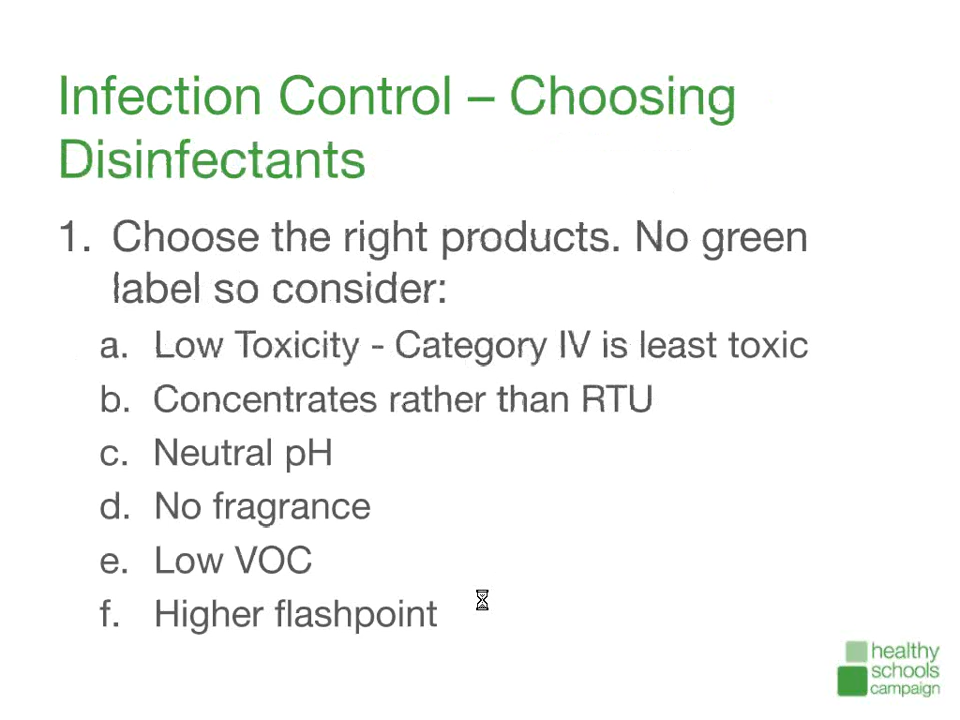 Infection Control – Choosing
Disinfectants
1. Choose the right products. No green
label so consider:
a. Low Toxicity - Category IV is least toxic
b. Concentrates rather than RTU
c. Neutral pH
d. No fragrance
e. Low VOC
f. Higher flashpoint
healthy
schools
campaign